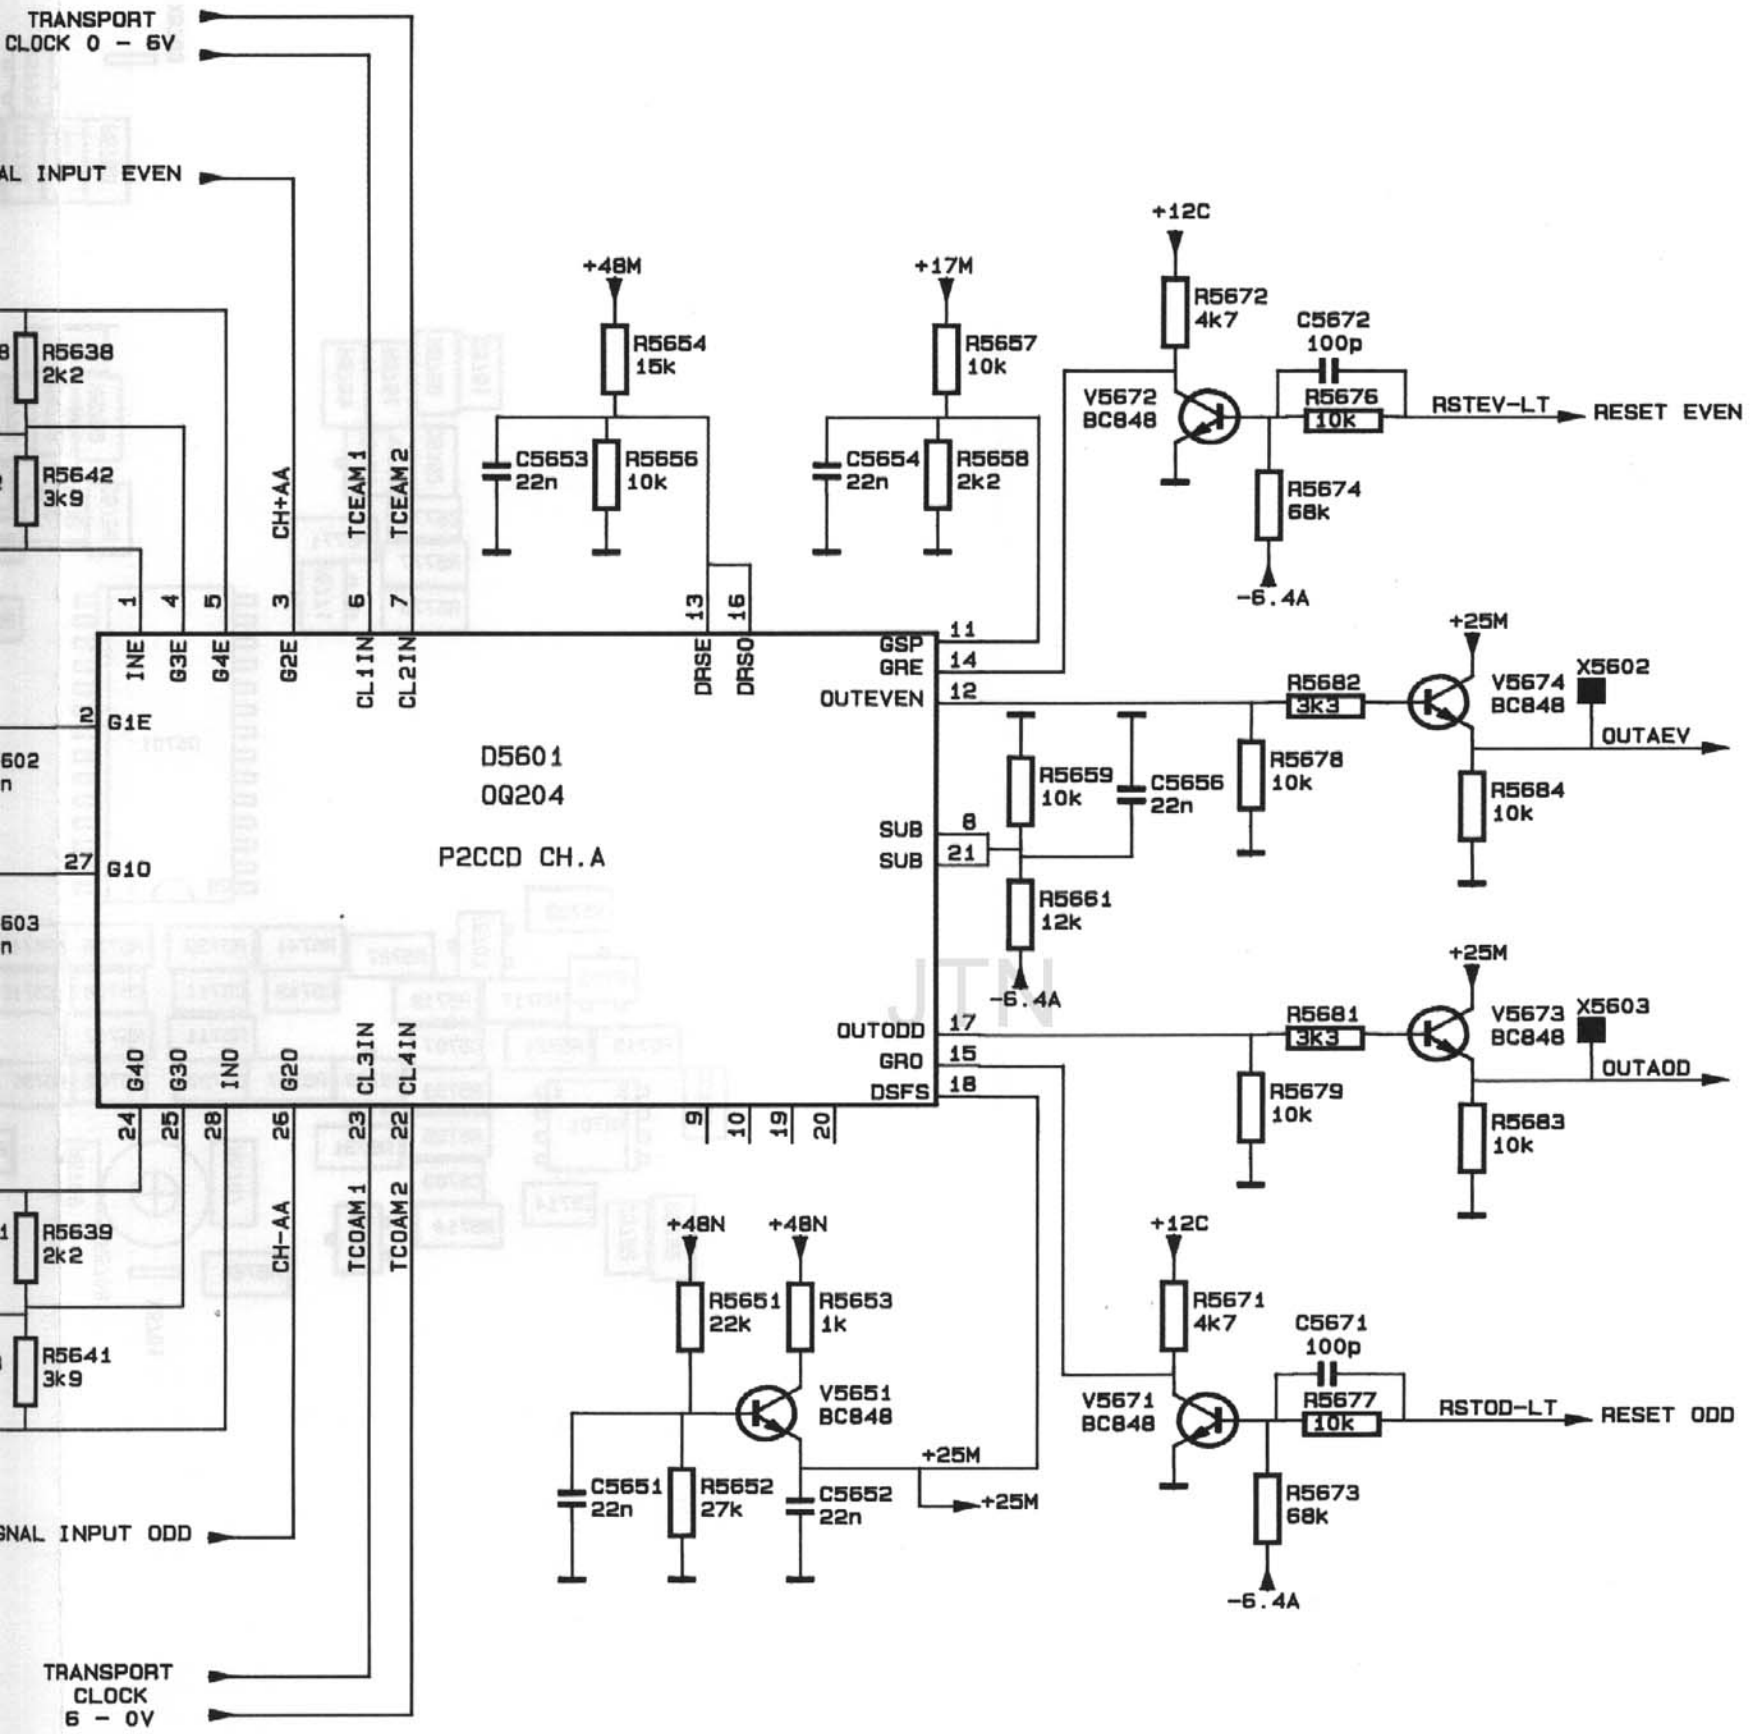 TRANSPORT
CLOCK 0 - 6V
AL INPUT EVEN
+48M
+17M
+12C
R5654
15k
R5657
10k
R5672
4k7
C5672
100p
R5638
2k2
R5642
3k9
CH+AA
TCEAM1
TCEAM2
C5653
22n
R5656
10k
C5654
22n
R5658
2k2
V5672
BC848
R5676
10k
RSTEV-LT
RESET EVEN
R5674
68k
-6.4A
1
4
5
3
6
7
13
16
INE
G3E
G4E
G2E
CL1IN
CL2IN
DRSE
DRSO
GSP
11
GRE
14
OUTEVEN
12
+25M
R5682
3k3
V5674
BC848
X5602
OUTAEV
2
G1E
602
n
D5601
OQ204
P2CCD CH.A
R5659
10k
C5656
22n
R5678
10k
R5684
10k
SUB
8
SUB
21
27
G1O
603
n
R5661
12k
-6.4A
JTN
OUTODD
17
GRO
15
DSFS
18
+25M
R5681
3k3
V5673
BC848
X5603
OUTAOD
R5679
10k
R5683
10k
G4O
G3O
INO
G2O
CL3IN
CL4IN
24
25
28
26
23
22
9
10
19
20
1
R5639
2k2
R5641
3k9
CH-AA
TCOAM1
TCOAM2
+48N
+48N
R5651
22k
R5653
1k
V5651
BC848
C5651
22n
R5652
27k
C5652
22n
+25M
+25M
+12C
R5671
4k7
C5671
100p
V5671
BC848
R5677
10k
RSTOD-LT
RESET ODD
R5673
68k
-6.4A
GNAL INPUT ODD
TRANSPORT
CLOCK
6 - 0V